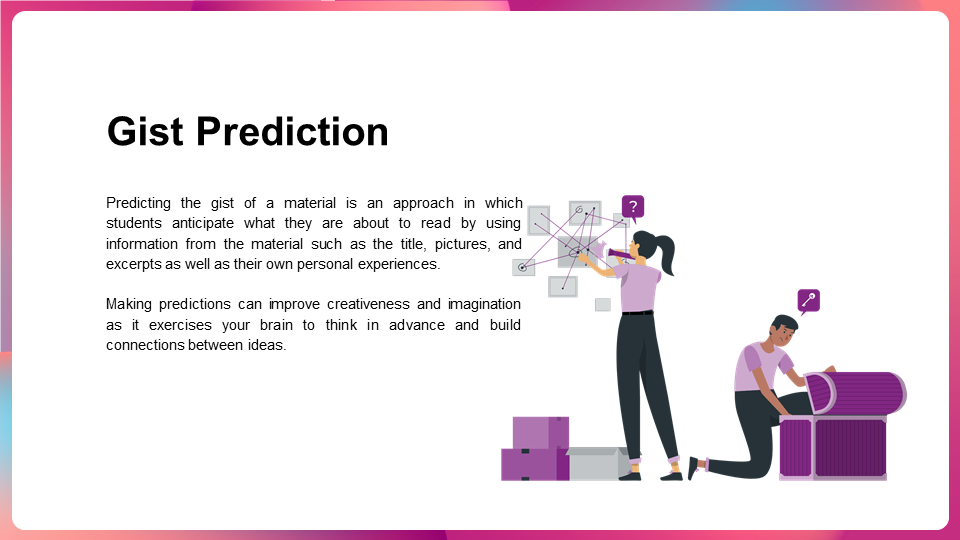 Gist Prediction
Predicting the gist of a material is an approach in which
students anticipate what they are about to read by using
information from the material such as the title, pictures, and
excerpts as well as their own personal experiences.
Making predictions can improve creativeness and imagination
as it exercises your brain to think in advance and build
connections between ideas.
?